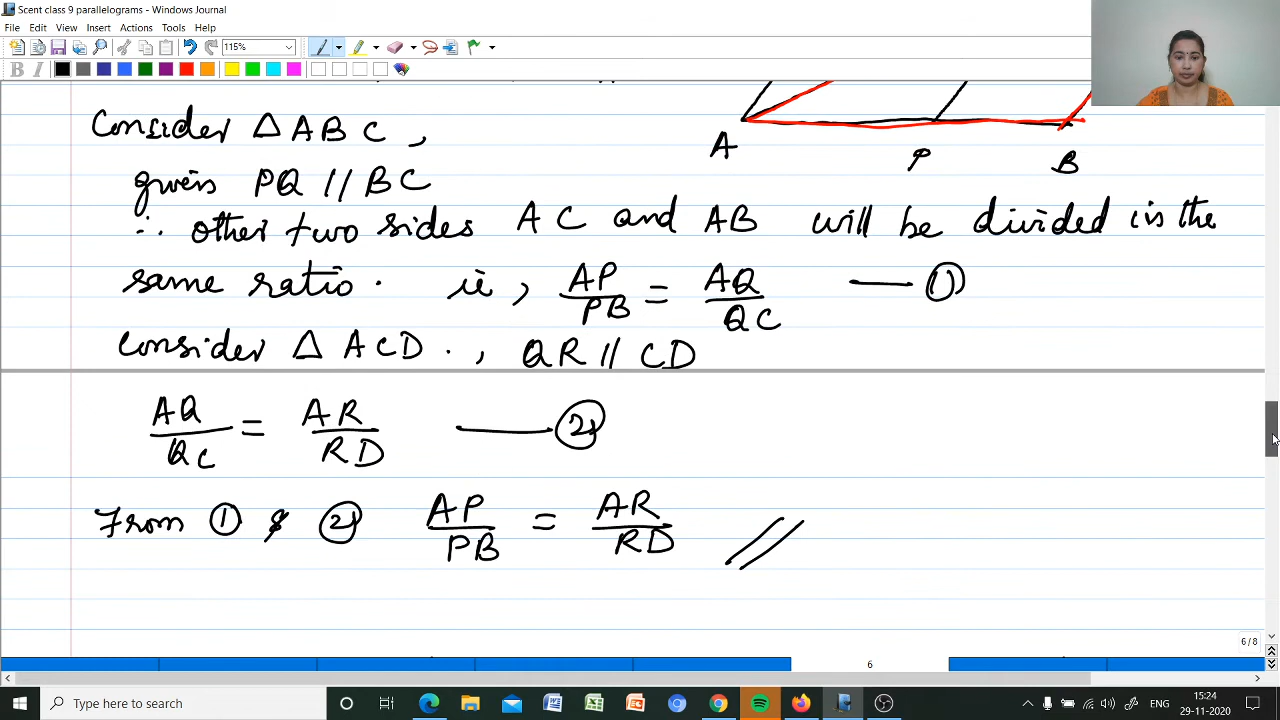 Scent class 9 parallelograms - Windows Journal
File Edit View Insert Actions Tools Help
115%
B I
Consider △ABC,
given PQ // BC
∴ other two sides AC and AB will be divided in the
same ratio. ie, AP/PB = AQ/QC —— ①
Consider △ACD., QR // CD
AQ/QC = AR/RD —— ②
From ① & ② AP/PB = AR/RD //
A P B
6 / 8
6
Type here to search
ENG
15:24
29-11-2020